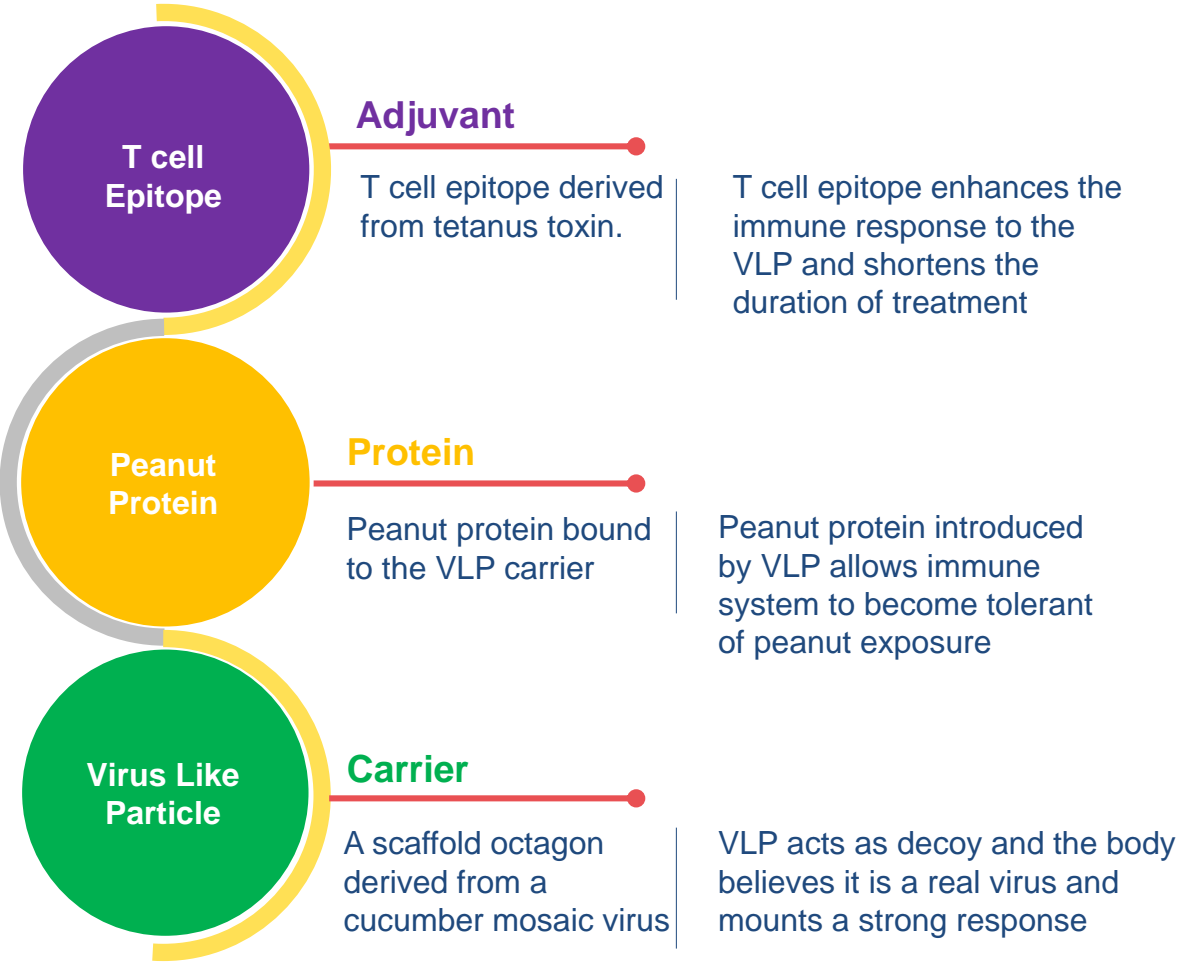 T cell
Epitope
Adjuvant
T cell epitope derived
from tetanus toxin.
T cell epitope enhances the
immune response to the
VLP and shortens the
duration of treatment
Peanut
Protein
Protein
Peanut protein bound
to the VLP carrier
Peanut protein introduced
by VLP allows immune
system to become tolerant
of peanut exposure
Virus Like
Particle
Carrier
A scaffold octagon
derived from a
cucumber mosaic virus
VLP acts as decoy and the body
believes it is a real virus and
mounts a strong response